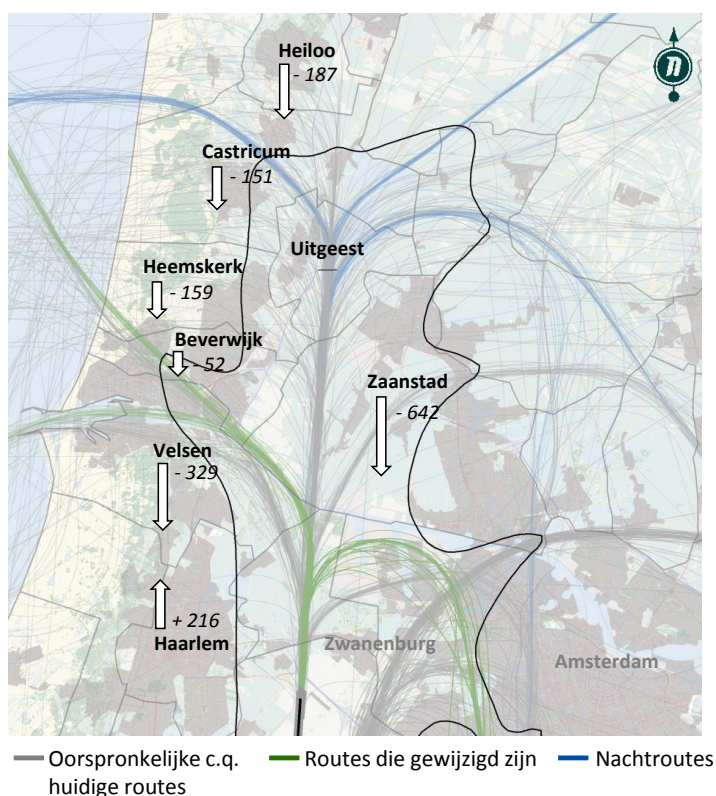 Heiloo
- 187
Castricum
- 151
Uitgeest
Heemskerk
- 159
Beverwijk
- 52
Zaanstad
- 642
Velsen
- 329
+ 216
Haarlem
Zwanenburg
Amsterdam
Oorspronkelijke c.q.
huidige routes
Routes die gewijzigd zijn
Nachtroutes